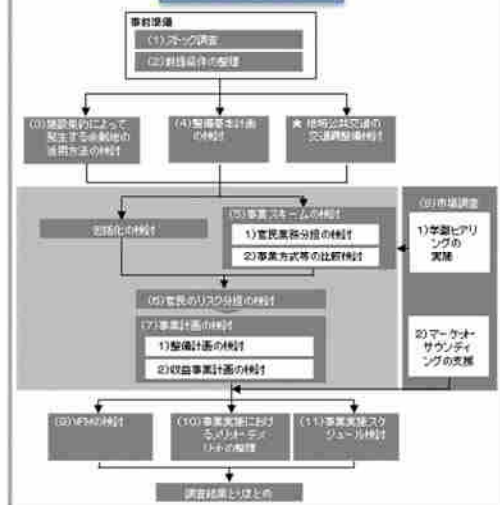 事前準備
(1)ストック調査
(2)前提条件の整理
(3)施設集約によって
発生する余剰地の
活用方法の検討
(4)整備基本計画
の検討
★ 地域公共交通の
交通調整備検討
包括化の検討
(5)事業スキームの検討
1)官民業務分担の検討
2)事業方式等の比較検討
(8)市場調査
1)学識ヒアリ
ングの
実施
(6)官民のリスク分担の検討
(7)事業計画の検討
1)整備計画の検討
2)収益事業計画の検討
2)マーケット・
サウンディ
ングの支援
(9)VFMの検討
(10)事業実施におけ
るメリット・デメ
リットの整理
(11)事業実施スケ
ジュール検討
調査結果とりまとめ